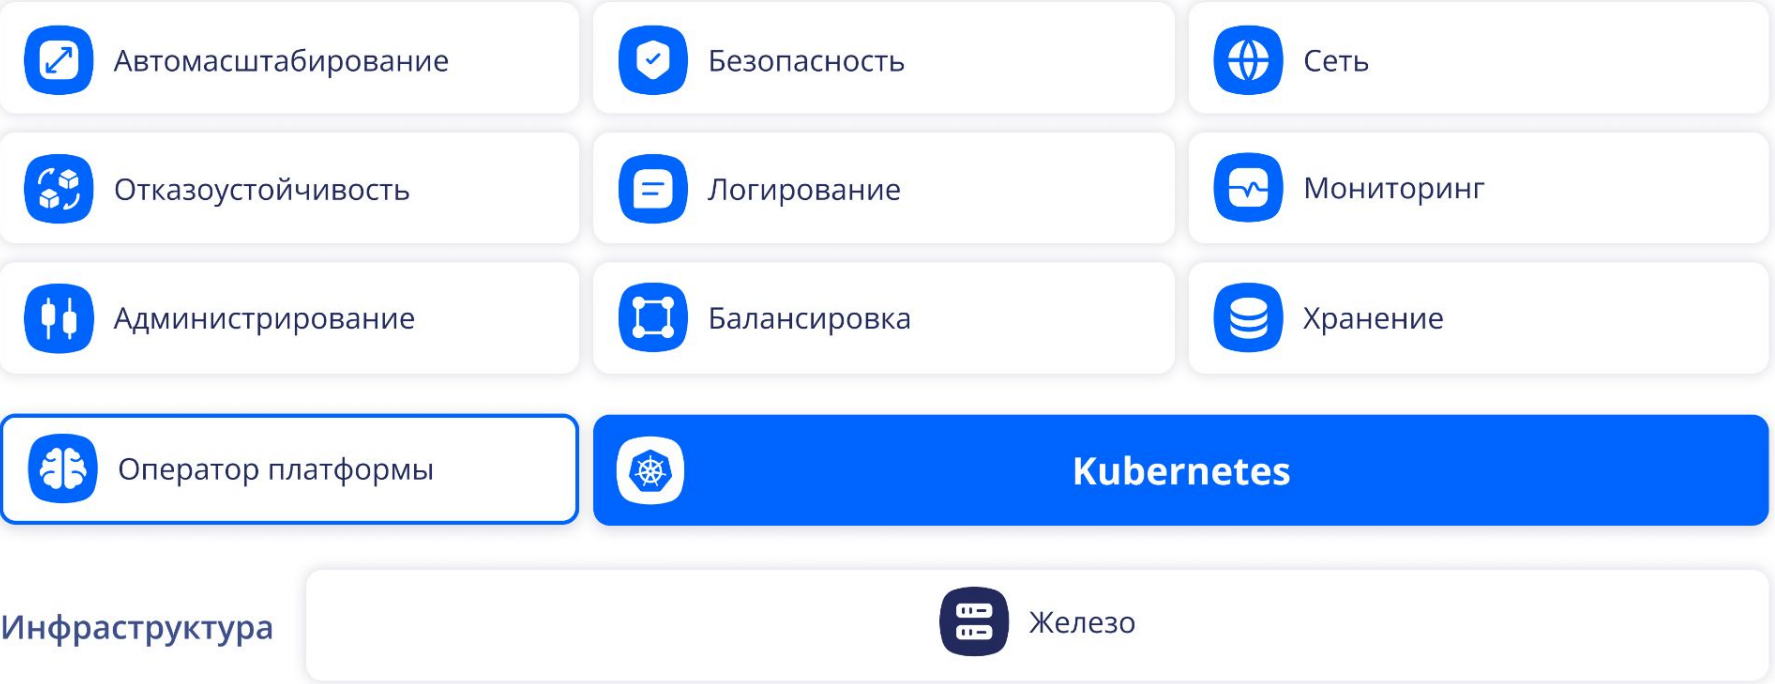 Автомасштабирование
Безопасность
Сеть
Отказоустойчивость
Логирование
Мониторинг
Администрирование
Балансировка
Хранение
Оператор платформы
Kubernetes
Инфраструктура
Железо